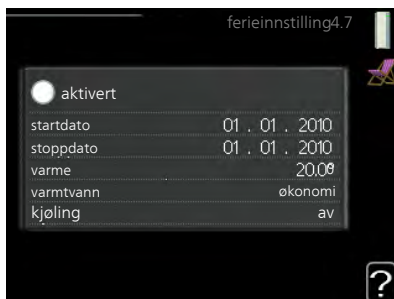 ferieinnstilling4.7
aktivert
startdato 01 . 01 . 2010
stoppdato 01 . 01 . 2010
varme 20.0°
varmtvann økonomi
kjøling av
?